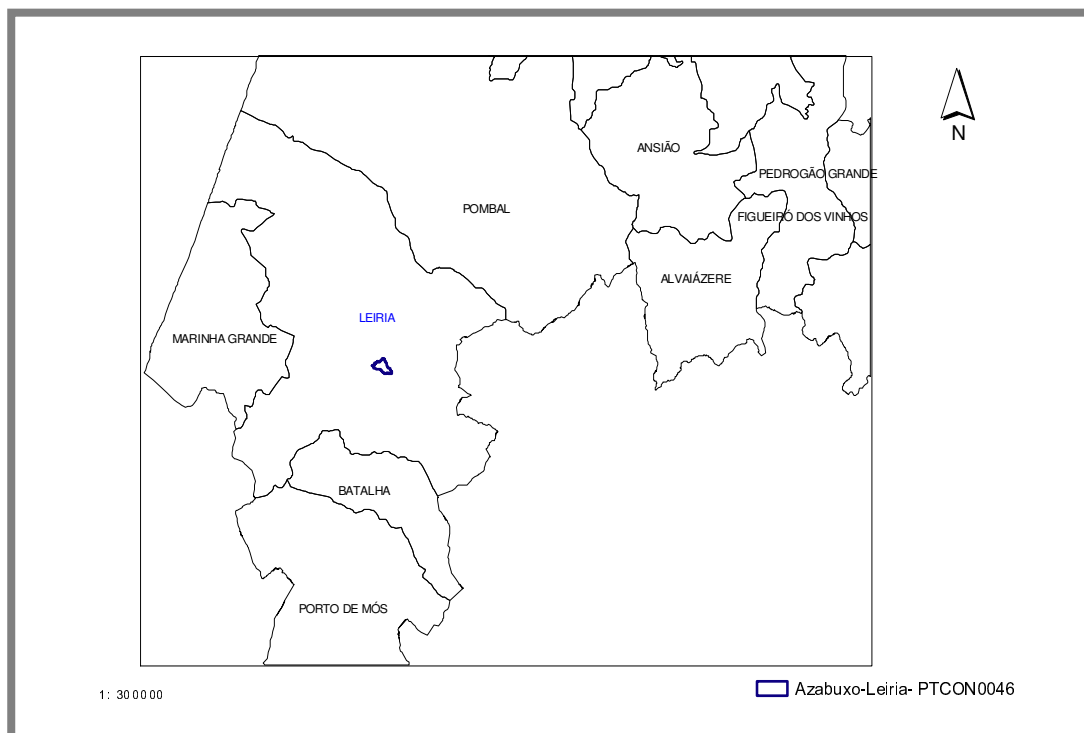 N
ANSIÃO
PEDROGÃO GRANDE
POMBAL
FIGUEIRÓ DOS VINHOS
ALVAIÁZERE
LEIRIA
MARINHA GRANDE
BATALHA
PORTO DE MÓS
1: 300000
Azabuxo-Leiria- PTCON0046